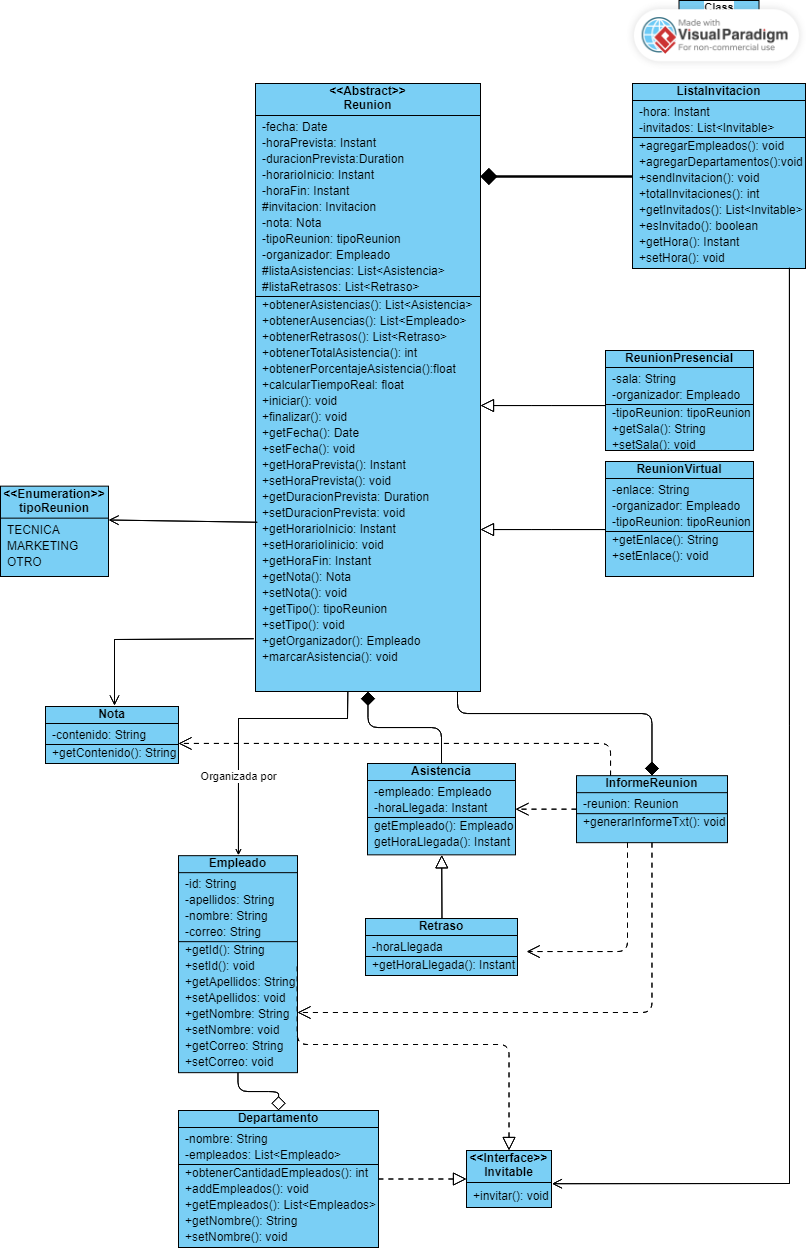 Class
Made with
VisualParadigm
For non-commercial use
<<Abstract>>
Reunion
-fecha: Date
-horaPrevista: Instant
-duracionPrevista:Duration
-horarioInicio: Instant
-horaFin: Instant
#invitacion: Invitacion
-nota: Nota
-tipoReunion: tipoReunion
-organizador: Empleado
#listaAsistencias: List<Asistencia>
#listaRetrasos: List<Retraso>
+obtenerAsistencias(): List<Asistencia>
+obtenerAusencias(): List<Empleado>
+obtenerRetrasos(): List<Retraso>
+obtenerTotalAsistencia(): int
+obtenerPorcentajeAsistencia():float
+calcularTiempoReal: float
+iniciar(): void
+finalizar(): void
+getFecha(): Date
+setFecha(): void
+getHoraPrevista(): Instant
+setHoraPrevista(): void
+getDuracionPrevista: Duration
+setDuracionPrevista: void
+getHorarioInicio: Instant
+setHorarioIinicio: void
+getHoraFin: Instant
+getNota(): Nota
+setNota(): void
+getTipo(): tipoReunion
+setTipo(): void
+getOrganizador(): Empleado
+marcarAsistencia(): void
ListaInvitacion
-hora: Instant
-invitados: List<Invitable>
+agregarEmpleados(): void
+agregarDepartamentos():void
+sendInvitacion(): void
+totalInvitaciones(): int
+getInvitados(): List<Invitable>
+esInvitado(): boolean
+getHora(): Instant
+setHora(): void
ReunionPresencial
-sala: String
-organizador: Empleado
-tipoReunion: tipoReunion
+getSala(): String
+setSala(): void
ReunionVirtual
-enlace: String
-organizador: Empleado
-tipoReunion: tipoReunion
+getEnlace(): String
+setEnlace(): void
<<Enumeration>>
tipoReunion
TECNICA
MARKETING
OTRO
Nota
-contenido: String
+getContenido(): String
Organizada por
Asistencia
-empleado: Empleado
-horaLlegada: Instant
getEmpleado(): Empleado
getHoraLlegada(): Instant
InformeReunion
-reunion: Reunion
+generarInformeTxt(): void
Empleado
-id: String
-apellidos: String
-nombre: String
-correo: String
+getId(): String
+setId(): void
+getApellidos: String
+setApellidos: void
+getNombre: String
+setNombre: void
+getCorreo: String
+setCorreo: void
Retraso
-horaLlegada
+getHoraLlegada(): Instant
Departamento
-nombre: String
-empleados: List<Empleado>
+obtenerCantidadEmpleados(): int
+addEmpleados(): void
+getEmpleados(): List<Empleados>
+getNombre(): String
+setNombre(): void
<<Interface>>
Invitable
+invitar(): void